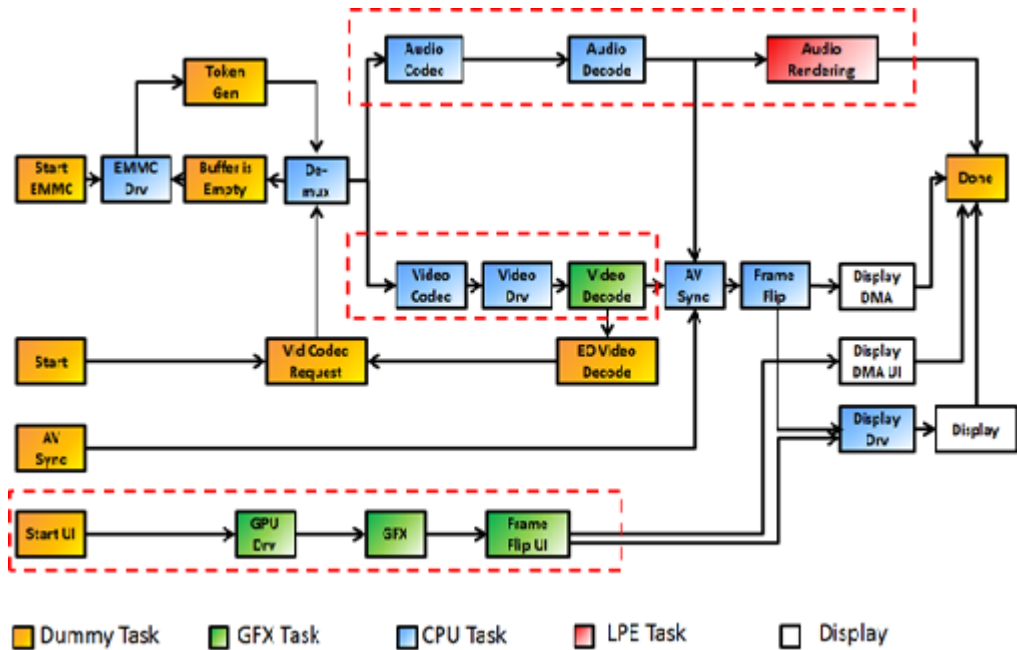 Audio
Codec
Audio
Decode
Audio
Rendering
Token
Gen
Start
EMMC
EMMC
Drv
Buffer is
Empty
De-
mux
Done
Video
Codec
Video
Drv
Video
Decode
AV
Sync
Frame
Flip
Display
DMA
Start
Vid Codec
Request
EO Video
Decode
Display
DMA UI
AV
Sync
Display
Drv
Display
Start UI
GPU
Drv
GFX
Frame
Flip UI
Dummy Task
GFX Task
CPU Task
LPE Task
Display